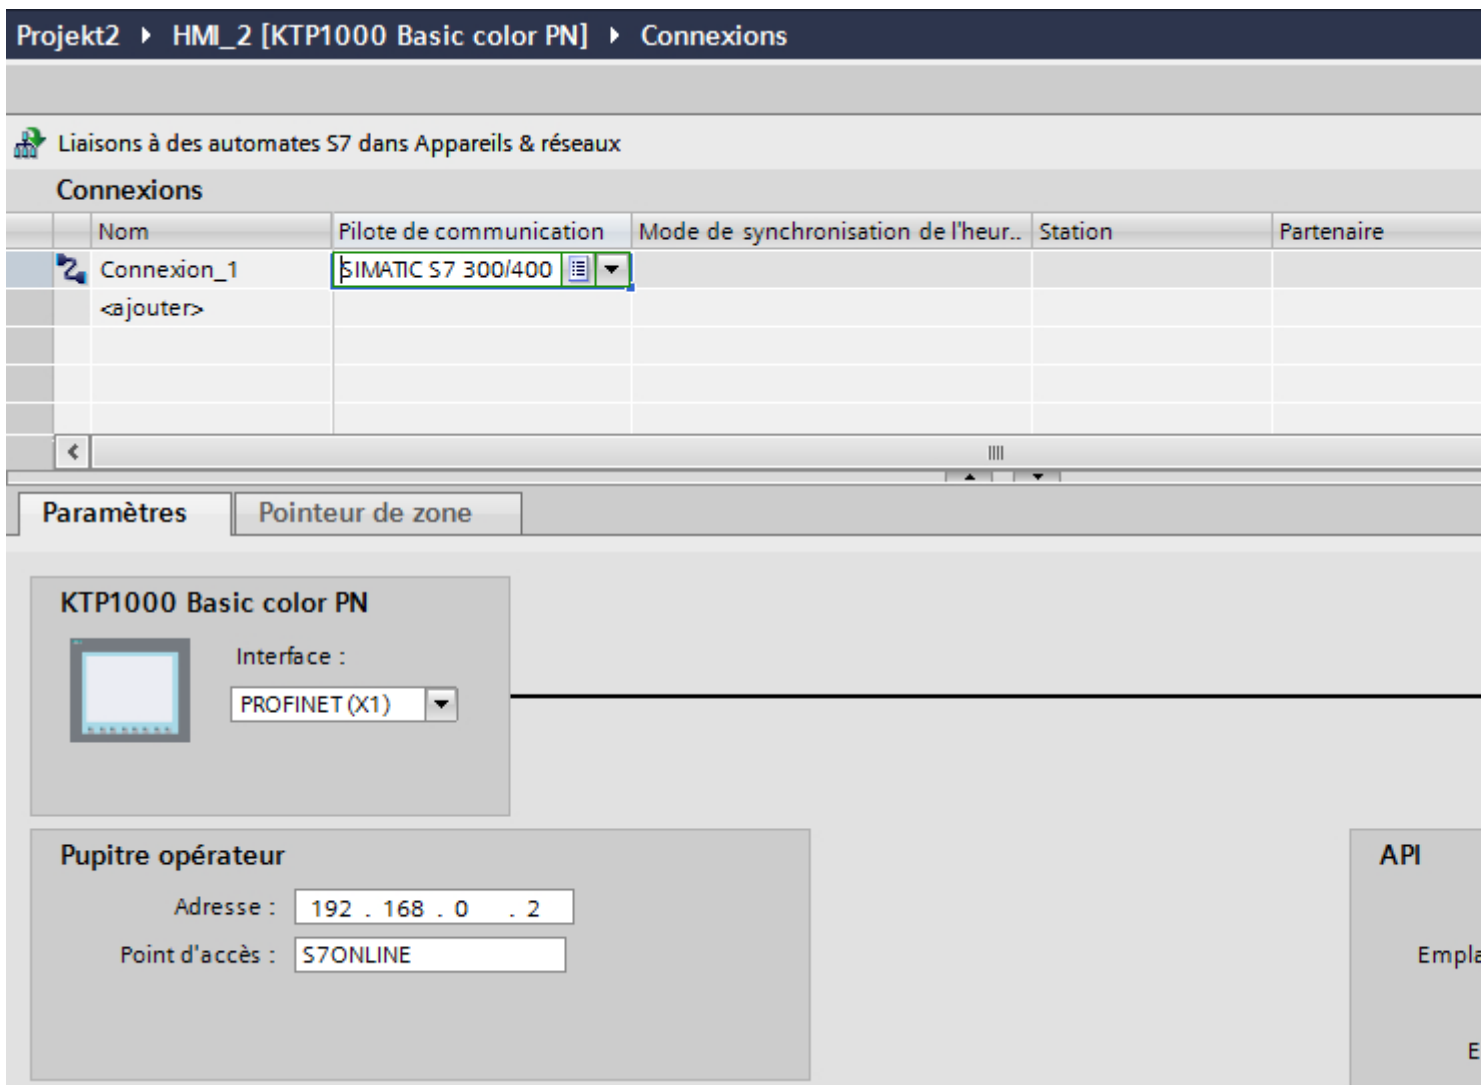 Projekt2 ▸ HMI_2 [KTP1000 Basic color PN] ▸ Connexions
Liaisons à des automates S7 dans Appareils & réseaux
Connexions
Nom Pilote de communication Mode de synchronisation de l'heur.. Station Partenaire
Connexion_1 SIMATIC S7 300/400
<ajouter>
Paramètres Pointeur de zone
KTP1000 Basic color PN
Interface :
PROFINET (X1)
Pupitre opérateur API
Adresse : 192 . 168 . 0 . 2
Point d'accès : S7ONLINE Empla
E